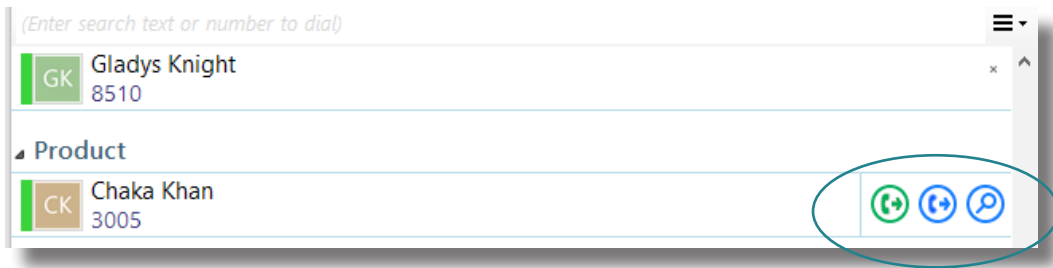 (Enter search text or number to dial)
GK
Gladys Knight
8510
Product
CK
Chaka Khan
3005